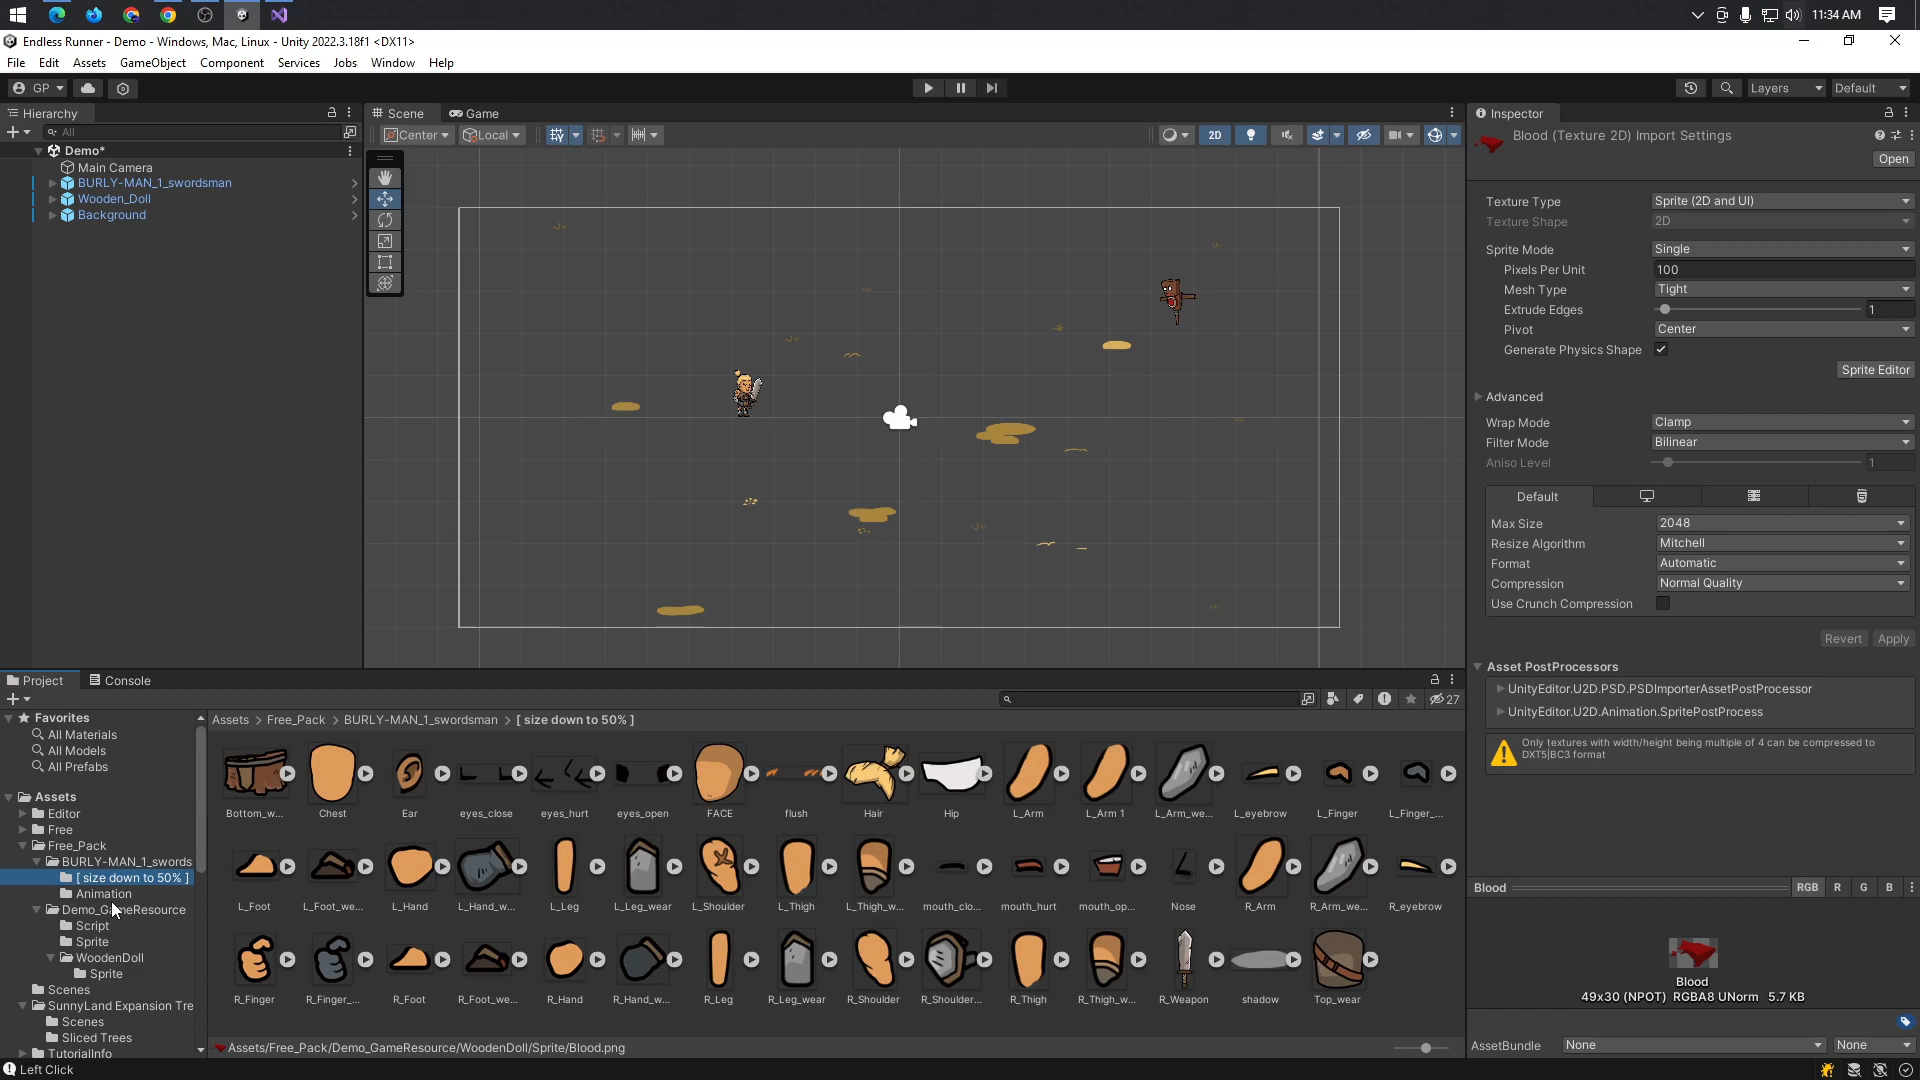 11:34 AM
Endless Runner - Demo - Windows, Mac, Linux - Unity 2022.3.18f1 <DX11>
File Edit Assets GameObject Component Services Jobs Window Help
GP
Layers
Default
Hierarchy
All
Demo*
Main Camera
BURLY-MAN_1_swordsman
Wooden_Doll
Background
Scene
Game
Center
Local
2D
Inspector
Blood (Texture 2D) Import Settings
Open
Texture Type Sprite (2D and UI)
Texture Shape 2D
Sprite Mode Single
Pixels Per Unit 100
Mesh Type Tight
Extrude Edges 1
Pivot Center
Generate Physics Shape
Sprite Editor
Advanced
Wrap Mode Clamp
Filter Mode Bilinear
Aniso Level 1
Default
Max Size 2048
Resize Algorithm Mitchell
Format Automatic
Compression Normal Quality
Use Crunch Compression
Revert Apply
Asset PostProcessors
UnityEditor.U2D.PSD.PSDImporterAssetPostProcessor
UnityEditor.U2D.Animation.SpritePostProcess
Only textures with width/height being multiple of 4 can be compressed to
DXT5|BC3 format
Blood
RGB R G B
Blood
49x30 (NPOT) RGBA8 UNorm 5.7 KB
AssetBundle None None
Project
Console
27
Favorites
All Materials
All Models
All Prefabs
Assets
Editor
Free
Free_Pack
BURLY-MAN_1_swords
[ size down to 50% ]
Animation
Demo_GameResource
Script
Sprite
WoodenDoll
Sprite
Scenes
SunnyLand Expansion Tre
Scenes
Sliced Trees
TutorialInfo
Assets > Free_Pack > BURLY-MAN_1_swordsman > [ size down to 50% ]
Bottom_w... Chest Ear eyes_close eyes_hurt eyes_open FACE flush Hair Hip L_Arm L_Arm 1 L_Arm_we... L_eyebrow L_Finger L_Finger_...
L_Foot L_Foot_we... L_Hand L_Hand_w... L_Leg L_Leg_wear L_Shoulder L_Thigh L_Thigh_w... mouth_clo... mouth_hurt mouth_op... Nose R_Arm R_Arm_we... R_eyebrow
R_Finger R_Finger_... R_Foot R_Foot_we... R_Hand R_Hand_w... R_Leg R_Leg_wear R_Shoulder R_Shoulder... R_Thigh R_Thigh_w... R_Weapon shadow Top_wear
Assets/Free_Pack/Demo_GameResource/WoodenDoll/Sprite/Blood.png
Left Click